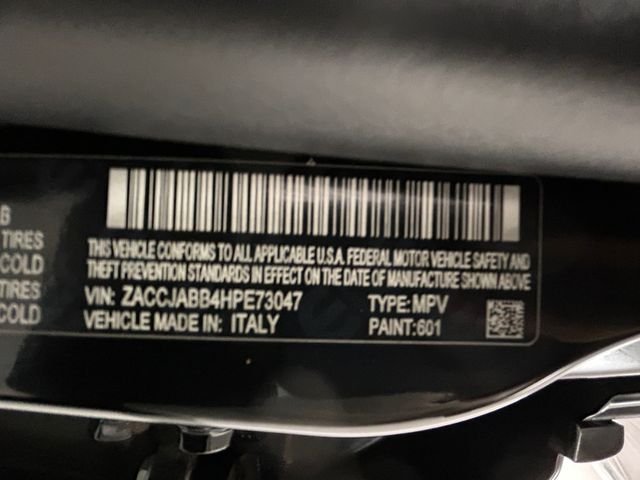 B
TIRES
COLD
TIRES
COLD
THIS VEHICLE CONFORMS TO ALL APPLICABLE U.S.A. FEDERAL MOTOR VEHICLE SAFETY AND
THEFT PREVENTION STANDARDS IN EFFECT ON THE DATE OF MANUFACTURE SHOWN ABOVE
VIN: ZACCJABB4HPE73047 TYPE:MPV
VEHICLE MADE IN: ITALY PAINT:601